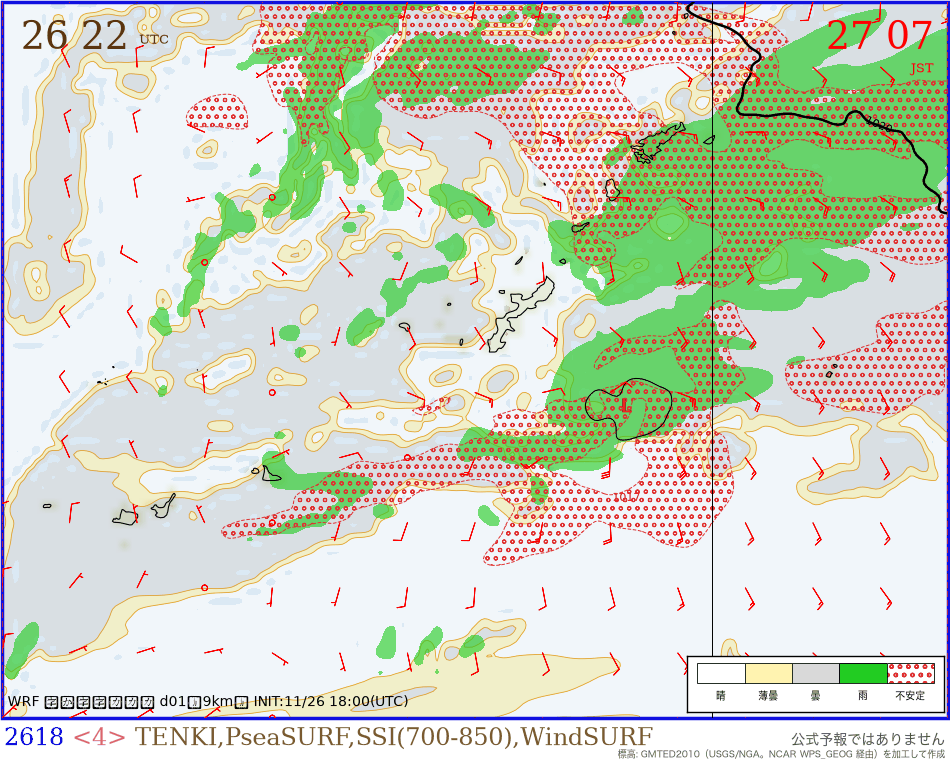 26 22 UTC
27 07
JST
1020
L
1017
晴 薄曇 曇 雨 不安定
WRF d01 9km INIT:11/26 18:00(UTC)
2618 <4> TENKI,PseaSURF,SSI(700-850),WindSURF
公式予報ではありません
標高: GMTED2010（USGS/NGA。NCAR WPS_GEOG 経由）を加工して作成